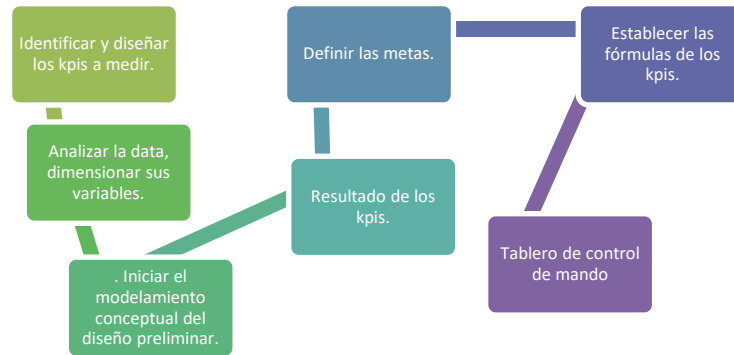 Identificar y diseñar
los kpis a medir.
Analizar la data,
dimensionar sus
variables.
. Iniciar el
modelamiento
conceptual del
diseño preliminar.
Resultado de los
kpis.
Definir las metas.
Establecer las
fórmulas de los
kpis.
Tablero de control
de mando